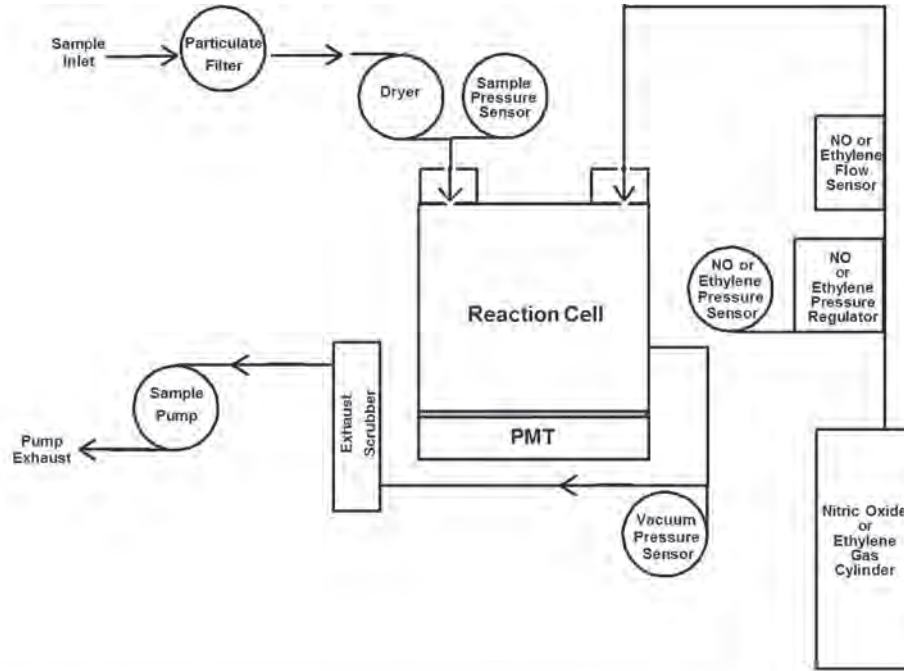 Sample
Inlet
Particulate
Filter
Dryer
Sample
Pressure
Sensor
NO or
Ethylene
Flow
Sensor
NO or
Ethylene
Pressure
Sensor
NO
or
Ethylene
Pressure
Regulator
Reaction Cell
PMT
Exhaust
Scrubber
Sample
Pump
Pump
Exhaust
Vacuum
Pressure
Sensor
Nitric Oxide
or
Ethylene
Gas
Cylinder